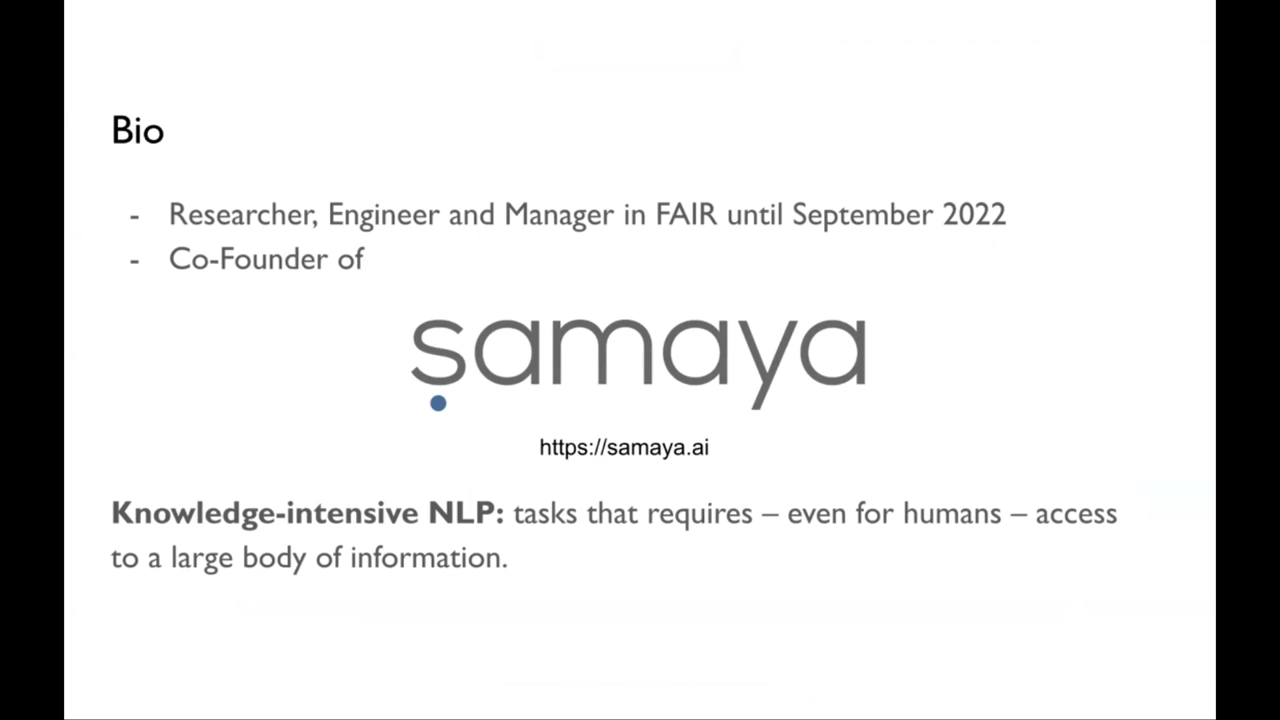 Bio
- Researcher, Engineer and Manager in FAIR until September 2022
- Co-Founder of
ṣamaya
https://samaya.ai
Knowledge-intensive NLP: tasks that requires – even for humans – access
to a large body of information.